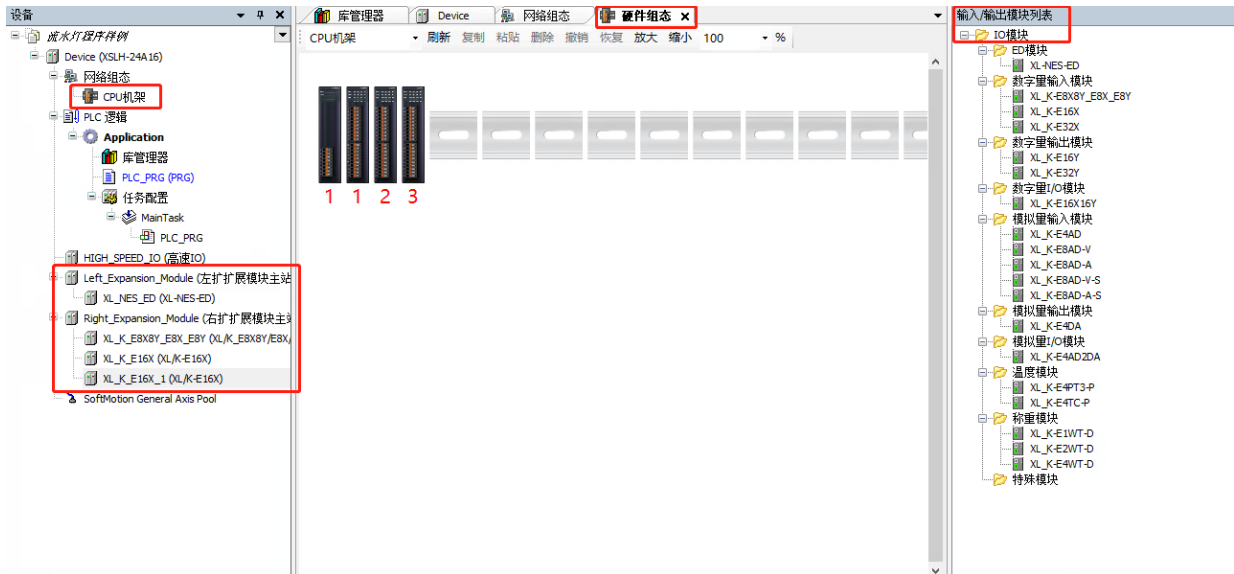 设备
流水灯程序样例
Device (XSLH-24A16)
网络组态
CPU机架
PLC 逻辑
Application
库管理器
PLC_PRG (PRG)
任务配置
MainTask
PLC_PRG
HIGH_SPEED_IO (高速IO)
Left_Expansion_Module (左扩扩展模块主站
XL_NES_ED (XL-NES-ED)
Right_Expansion_Module (右扩扩展模块主
XL_K_E8X8Y_E8X_E8Y (XL/K_E8X8Y/E8X/
XL_K_E16X (XL/K-E16X)
XL_K_E16X_1 (XL/K-E16X)
SoftMotion General Axis Pool
库管理器 Device 网络组态 硬件组态
CPU机架 刷新 复制 粘贴 删除 撤销 恢复 放大 缩小 100 %
1 1 2 3
输入/输出模块列表
IO模块
ED模块
XL-NES-ED
数字量输入模块
XL_K-E8X8Y_E8X_E8Y
XL_K-E16X
XL_K-E32X
数字量输出模块
XL_K-E16Y
XL_K-E32Y
数字量I/O模块
XL_K-E16X16Y
模拟量输入模块
XL_K-E4AD
XL_K-E8AD-V
XL_K-E8AD-A
XL_K-E8AD-V-S
XL_K-E8AD-A-S
模拟量输出模块
XL_K-E4DA
模拟量I/O模块
XL_K-E4AD2DA
温度模块
XL_K-E4PT3-P
XL_K-E4TC-P
称重模块
XL_K-E1WT-D
XL_K-E2WT-D
XL_K-E4WT-D
特殊模块